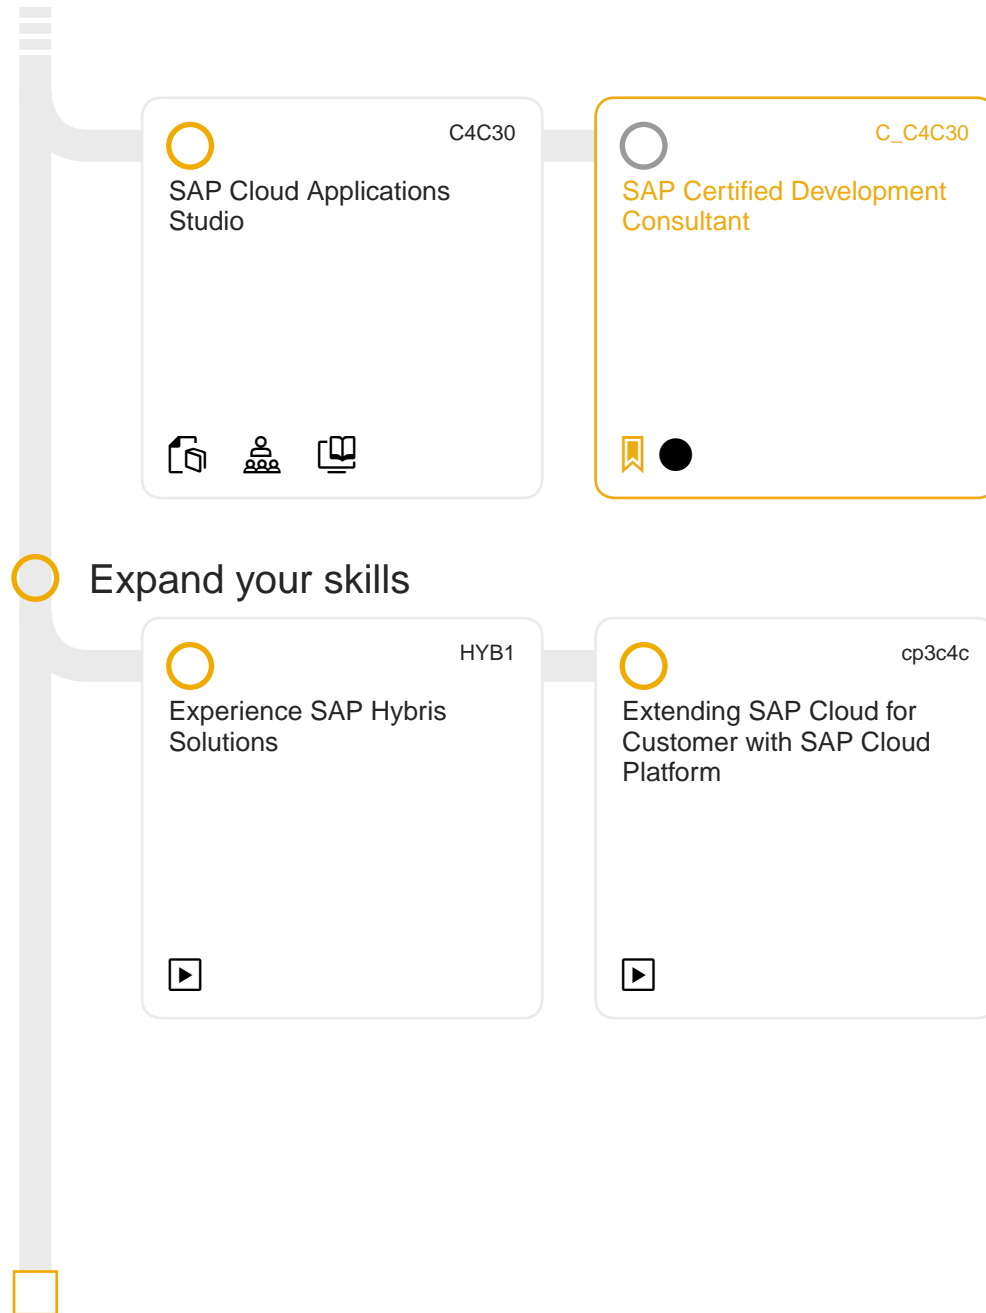 C4C30
SAP Cloud Applications
Studio
C_C4C30
SAP Certified Development
Consultant
Expand your skills
HYB1
Experience SAP Hybris
Solutions
cp3c4c
Extending SAP Cloud for
Customer with SAP Cloud
Platform